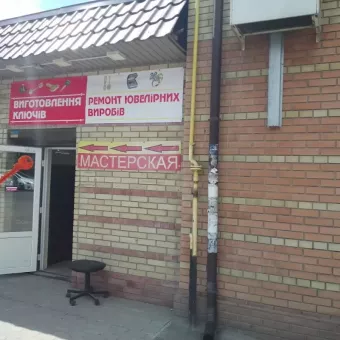 ВИГОТОВЛЕННЯ
КЛЮЧІВ
РЕМОНТ ЮВЕЛІРНИХ
ВИРОБІВ
МАСТЕРСКАЯ